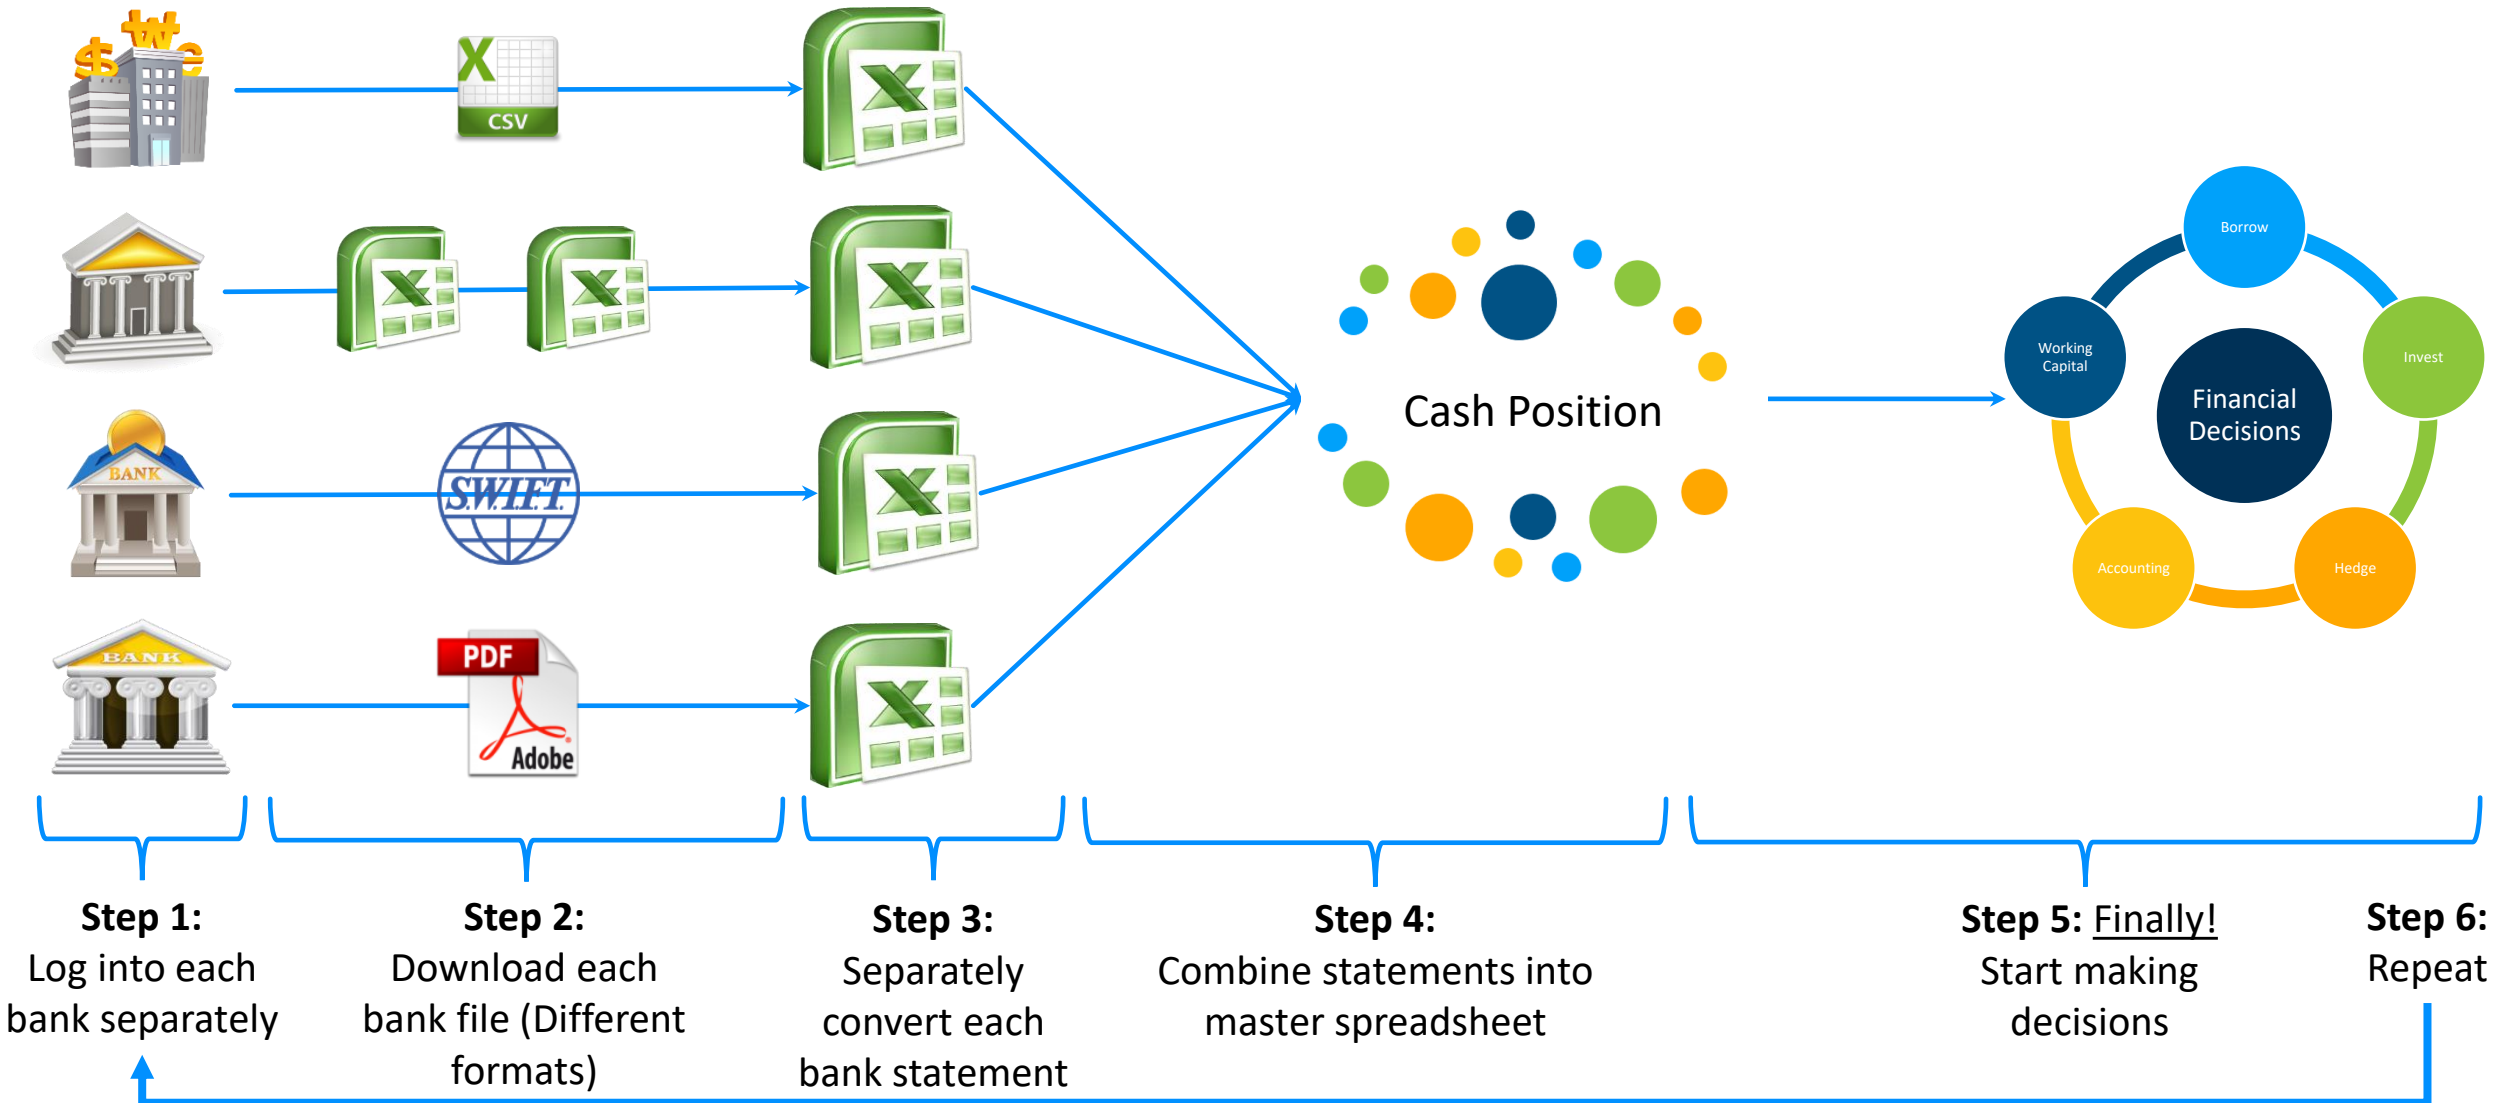 CSV
BANK
S.W.I.F.T.
BANK
PDF
Adobe
Cash Position
Borrow
Invest
Hedge
Accounting
Working
Capital
Financial
Decisions
Step 1:
Log into each
bank separately
Step 2:
Download each
bank file (Different
formats)
Step 3:
Separately
convert each
bank statement
Step 4:
Combine statements into
master spreadsheet
Step 5: Finally!
Start making
decisions
Step 6:
Repeat